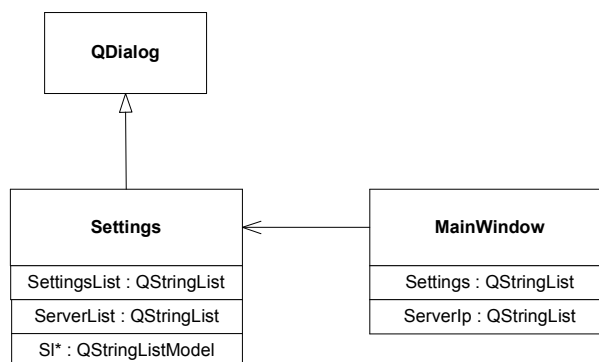 QDialog
Settings
SettingsList : QStringList
ServerList : QStringList
Sl* : QStringListModel
MainWindow
Settings : QStringList
ServerIp : QStringList